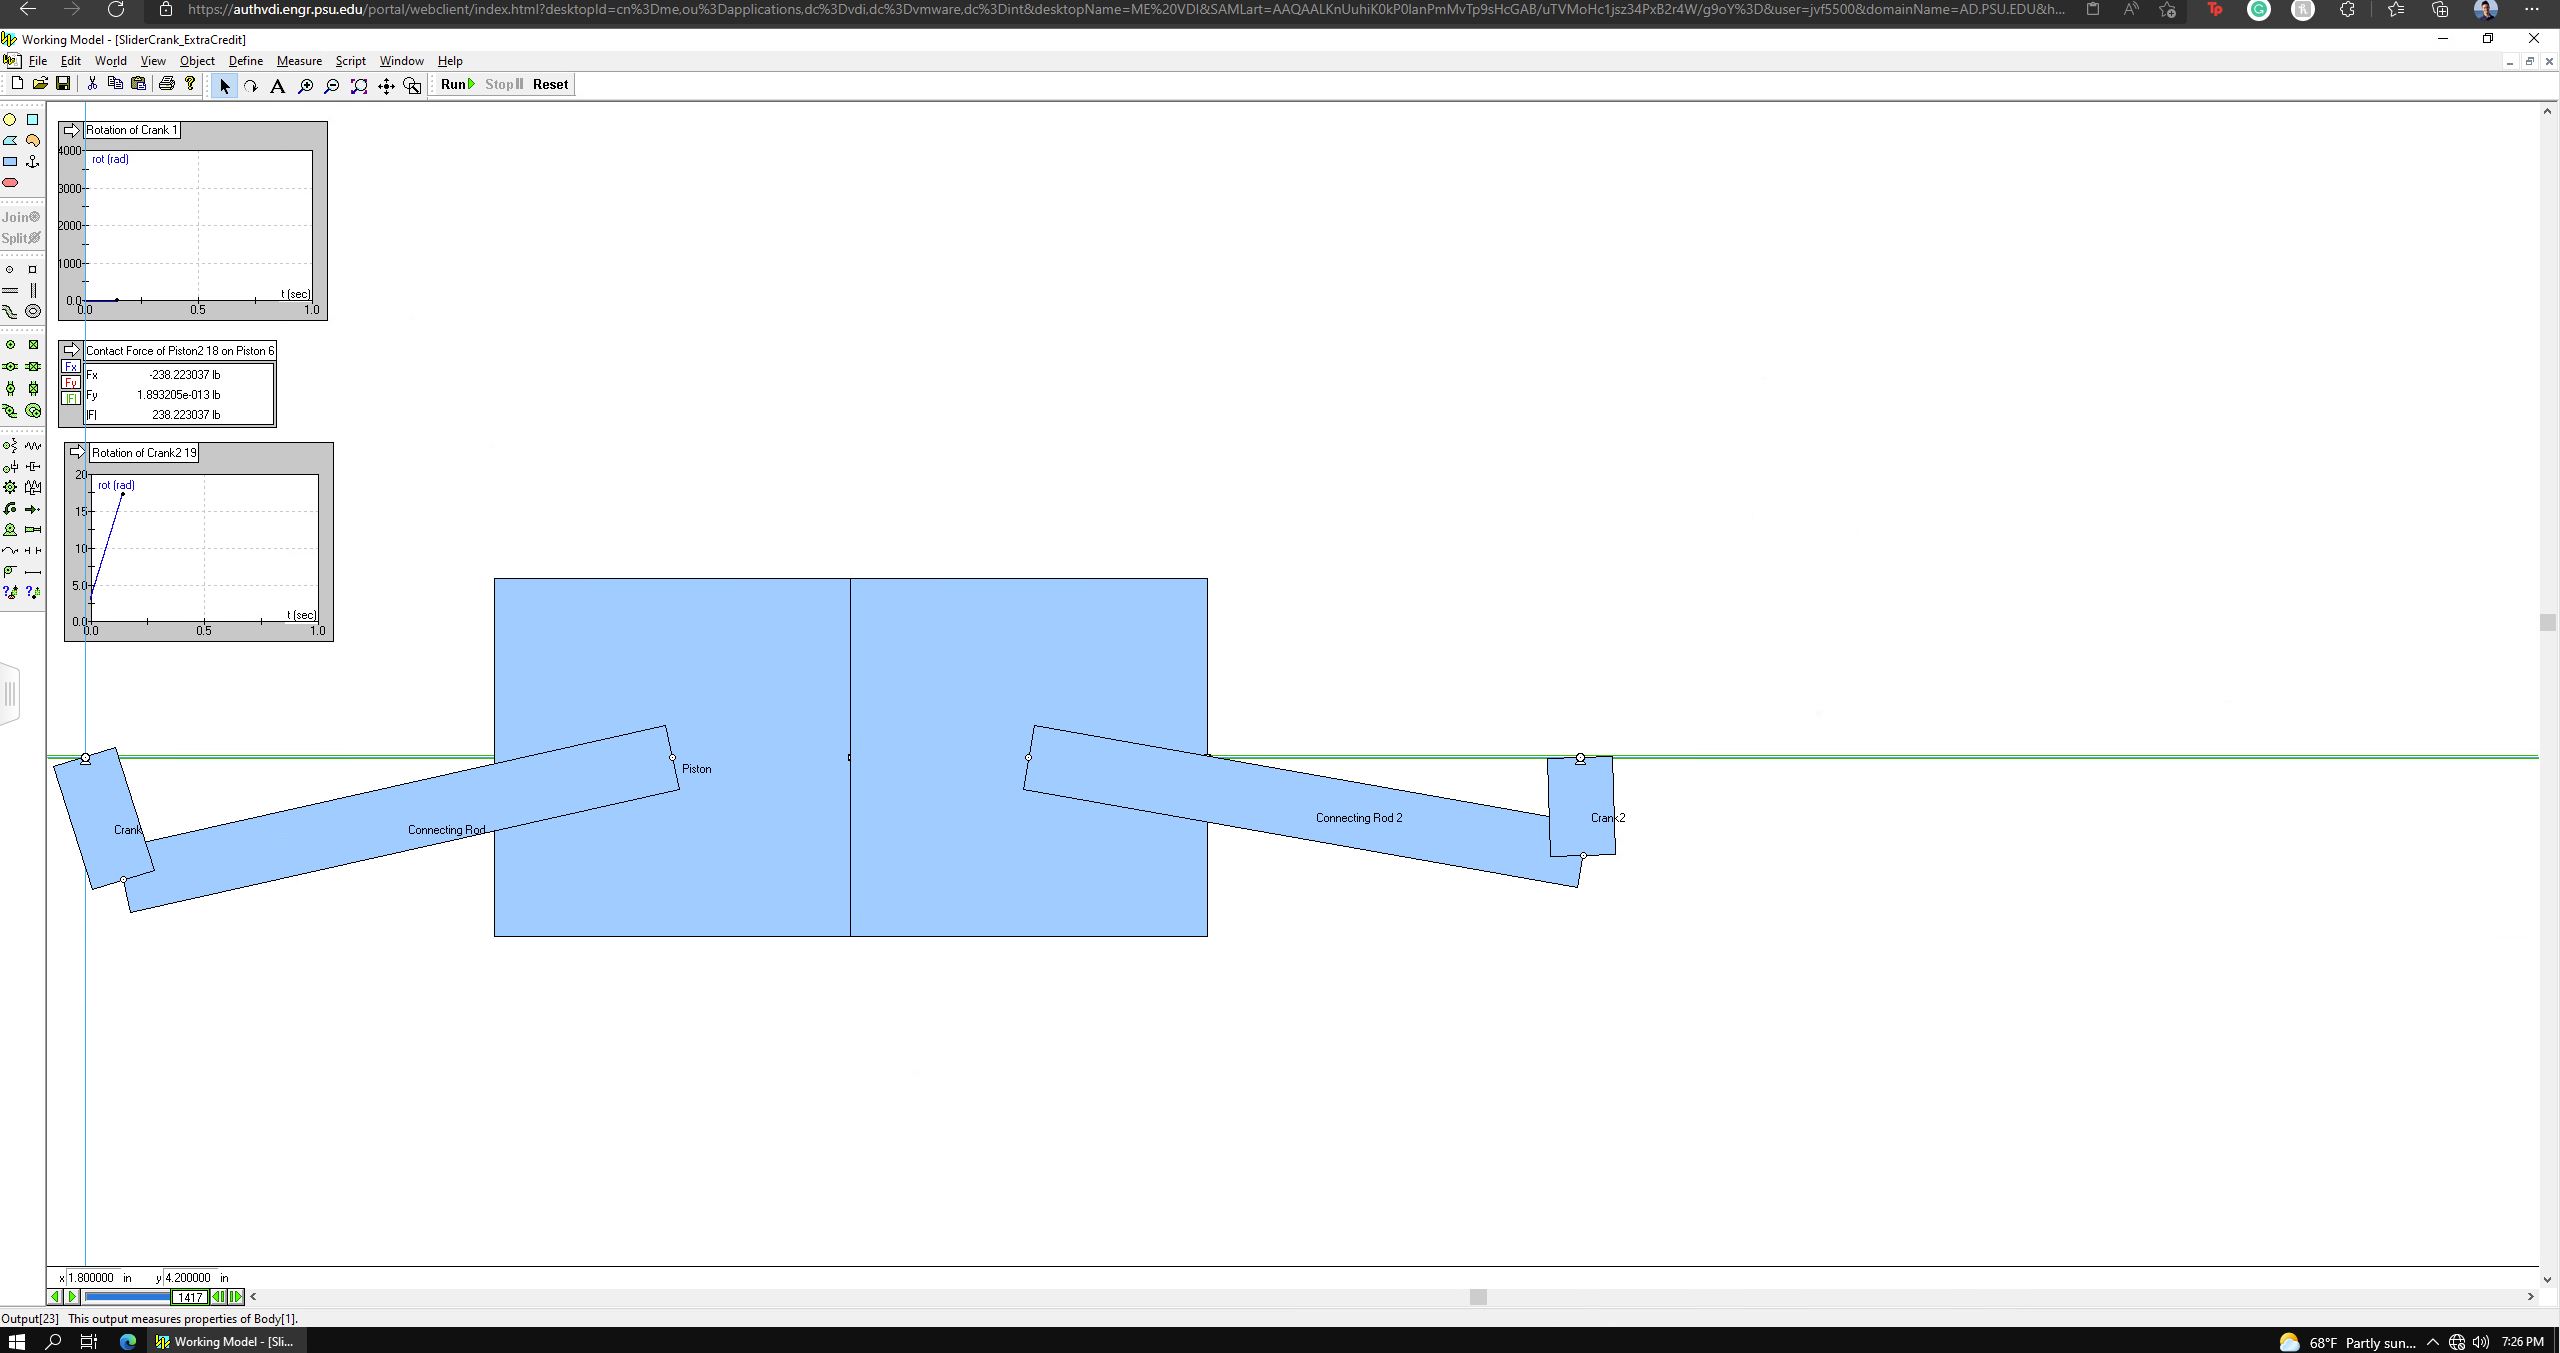 https://authvdi.engr.psu.edu/portal/webclient/index.html?desktopId=cn%3Dme,ou%3Dapplications,dc%3Dvdi,dc%3Dvmware,dc%3Dint&desktopName=ME%20VDI&SAMLart=AAQAALKnUuhiK0kP0lanPmMvTp9sHcGAB/uTVMoHc1jsz34PxB2r4W/g9oY%3D&user=jvf5500&domainName=AD.PSU.EDU&h...
Tp
Working Model - [SliderCrank_ExtraCredit]
File Edit World View Object Define Measure Script Window Help
A Run Stop Reset
Join
Split
Rotation of Crank 1
rot (rad)
4000
3000
2000
1000
0.0
t (sec)
0.0 0.5 1.0
Contact Force of Piston2 18 on Piston 6
Fx Fx -238.223037 lb
Fy Fy 1.893205e-013 lb
|F| |F| 238.223037 lb
Rotation of Crank2 19
rot (rad)
20
15
10
5.0
0.0
t (sec)
0.0 0.5 1.0
Piston
Crank
Connecting Rod
Connecting Rod 2
Crank2
x 1.800000 in y 4.200000 in
1417
Output[23] This output measures properties of Body[1].
Working Model - [Sli...
68°F Partly sun...
7:26 PM